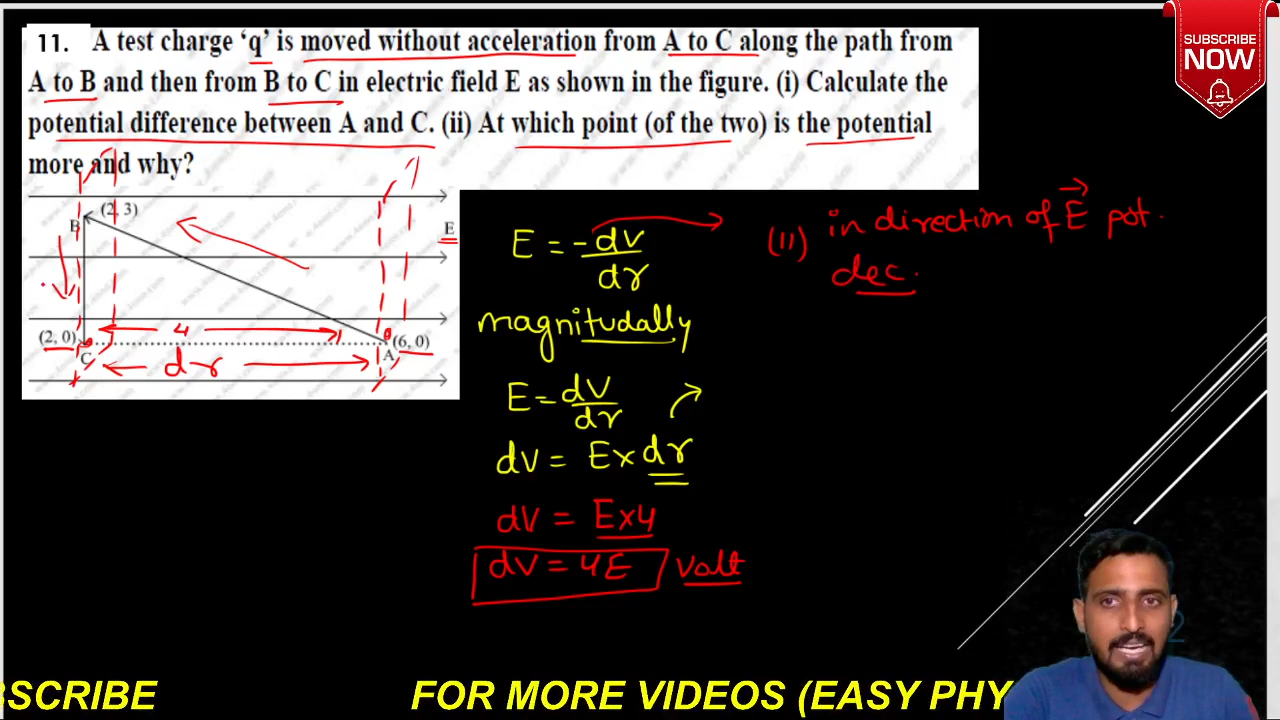 SUBSCRIBE
NOW
11. A test charge ‘q’ is moved without acceleration from A to C along the path from
A to B and then from B to C in electric field E as shown in the figure. (i) Calculate the
potential difference between A and C. (ii) At which point (of the two) is the potential
more and why?
B (2, 3)
E
4
(2, 0)
C
dr
A
(6, 0)
E = -dV/dr
magnitudally
E = dV/dr
dV = E × dr
dV = E×4
dV = 4E volt
(II) in direction of E⃗ pot.
dec.
2
BSCRIBE FOR MORE VIDEOS (EASY PHY